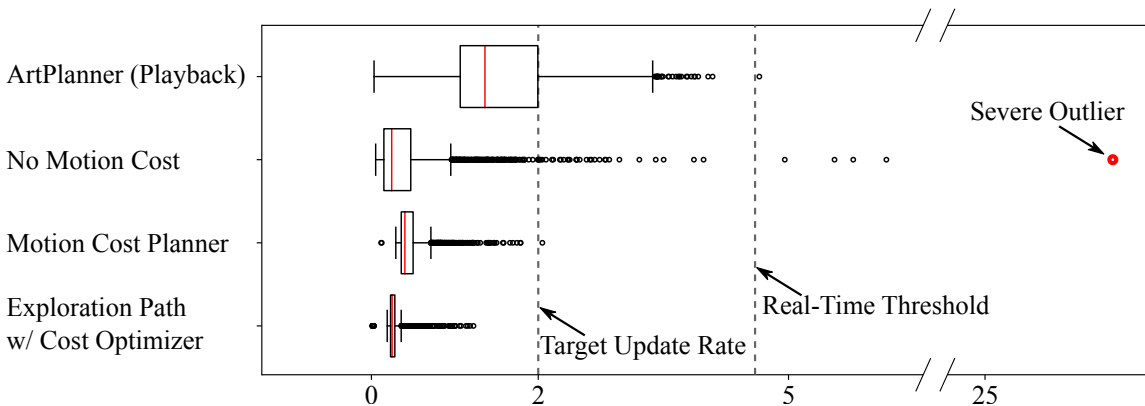 ArtPlanner (Playback)
Severe Outlier
No Motion Cost
Motion Cost Planner
Exploration Path
w/ Cost Optimizer
Real-Time Threshold
Target Update Rate
0 2 5 25